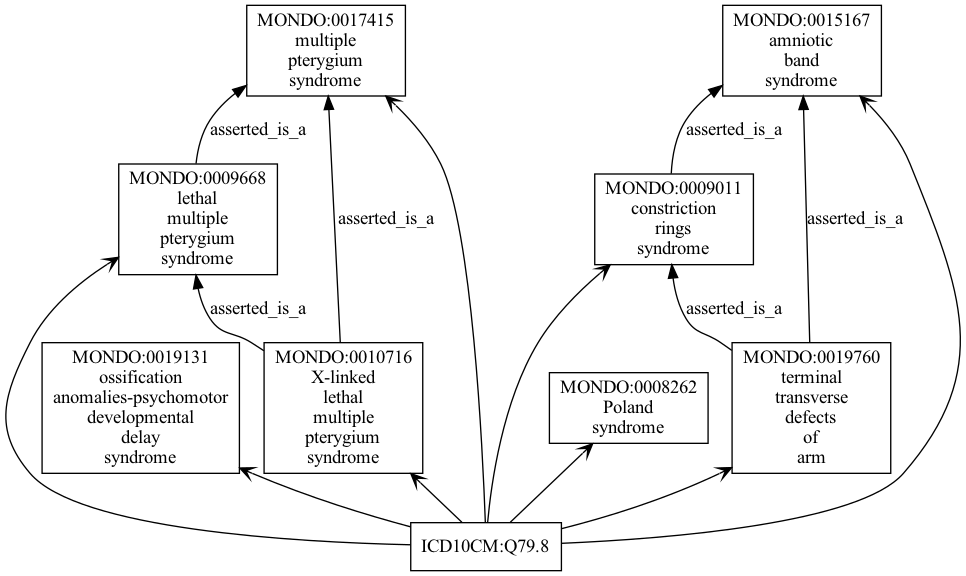 MONDO:0017415
multiple
pterygium
syndrome
MONDO:0015167
amniotic
band
syndrome
asserted_is_a
asserted_is_a
MONDO:0009668
lethal
multiple
pterygium
syndrome
asserted_is_a
MONDO:0009011
constriction
rings
syndrome
asserted_is_a
asserted_is_a
asserted_is_a
MONDO:0019131
ossification
anomalies-psychomotor
developmental
delay
syndrome
MONDO:0010716
X-linked
lethal
multiple
pterygium
syndrome
MONDO:0008262
Poland
syndrome
MONDO:0019760
terminal
transverse
defects
of
arm
ICD10CM:Q79.8